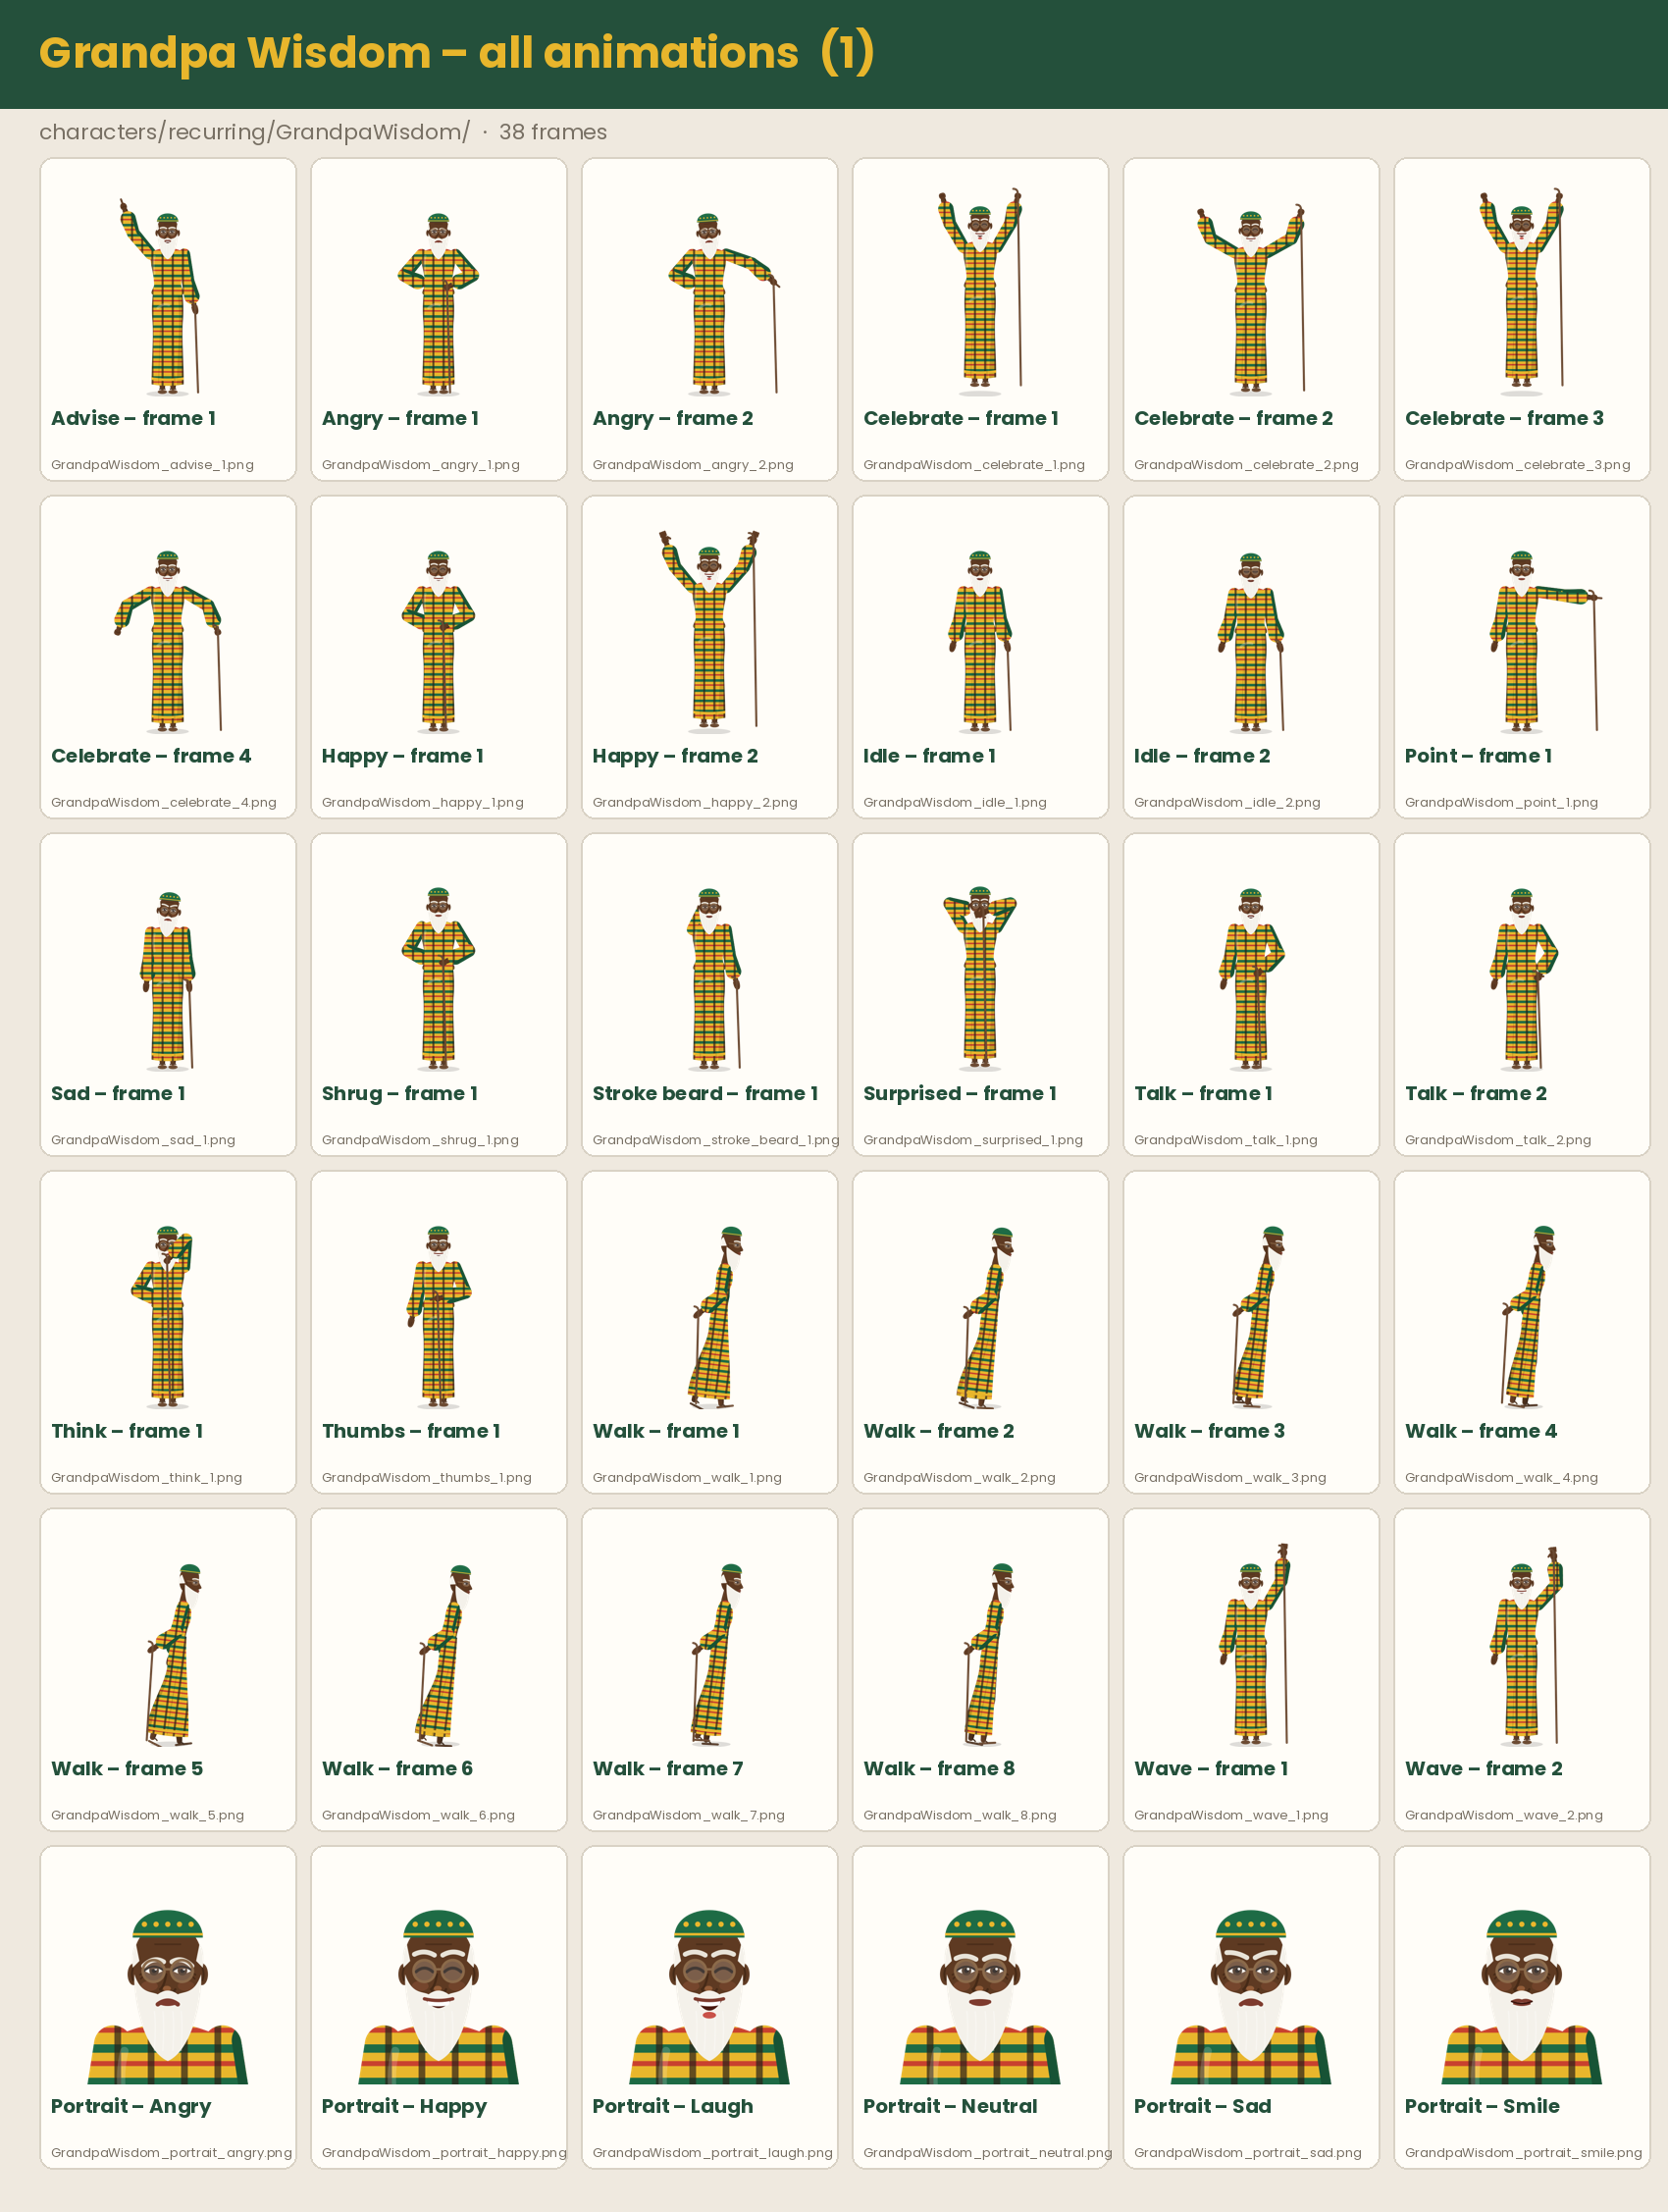 Grandpa Wisdom – all animations (1)
characters/recurring/GrandpaWisdom/ · 38 frames
Advise – frame 1
GrandpaWisdom_advise_1.png
Angry – frame 1
GrandpaWisdom_angry_1.png
Angry – frame 2
GrandpaWisdom_angry_2.png
Celebrate – frame 1
GrandpaWisdom_celebrate_1.png
Celebrate – frame 2
GrandpaWisdom_celebrate_2.png
Celebrate – frame 3
GrandpaWisdom_celebrate_3.png
Celebrate – frame 4
GrandpaWisdom_celebrate_4.png
Happy – frame 1
GrandpaWisdom_happy_1.png
Happy – frame 2
GrandpaWisdom_happy_2.png
Idle – frame 1
GrandpaWisdom_idle_1.png
Idle – frame 2
GrandpaWisdom_idle_2.png
Point – frame 1
GrandpaWisdom_point_1.png
Sad – frame 1
GrandpaWisdom_sad_1.png
Shrug – frame 1
GrandpaWisdom_shrug_1.png
Stroke beard – frame 1
GrandpaWisdom_stroke_beard_1.png
Surprised – frame 1
GrandpaWisdom_surprised_1.png
Talk – frame 1
GrandpaWisdom_talk_1.png
Talk – frame 2
GrandpaWisdom_talk_2.png
Think – frame 1
GrandpaWisdom_think_1.png
Thumbs – frame 1
GrandpaWisdom_thumbs_1.png
Walk – frame 1
GrandpaWisdom_walk_1.png
Walk – frame 2
GrandpaWisdom_walk_2.png
Walk – frame 3
GrandpaWisdom_walk_3.png
Walk – frame 4
GrandpaWisdom_walk_4.png
Walk – frame 5
GrandpaWisdom_walk_5.png
Walk – frame 6
GrandpaWisdom_walk_6.png
Walk – frame 7
GrandpaWisdom_walk_7.png
Walk – frame 8
GrandpaWisdom_walk_8.png
Wave – frame 1
GrandpaWisdom_wave_1.png
Wave – frame 2
GrandpaWisdom_wave_2.png
Portrait – Angry
GrandpaWisdom_portrait_angry.png
Portrait – Happy
GrandpaWisdom_portrait_happy.png
Portrait – Laugh
GrandpaWisdom_portrait_laugh.png
Portrait – Neutral
GrandpaWisdom_portrait_neutral.png
Portrait – Sad
GrandpaWisdom_portrait_sad.png
Portrait – Smile
GrandpaWisdom_portrait_smile.png